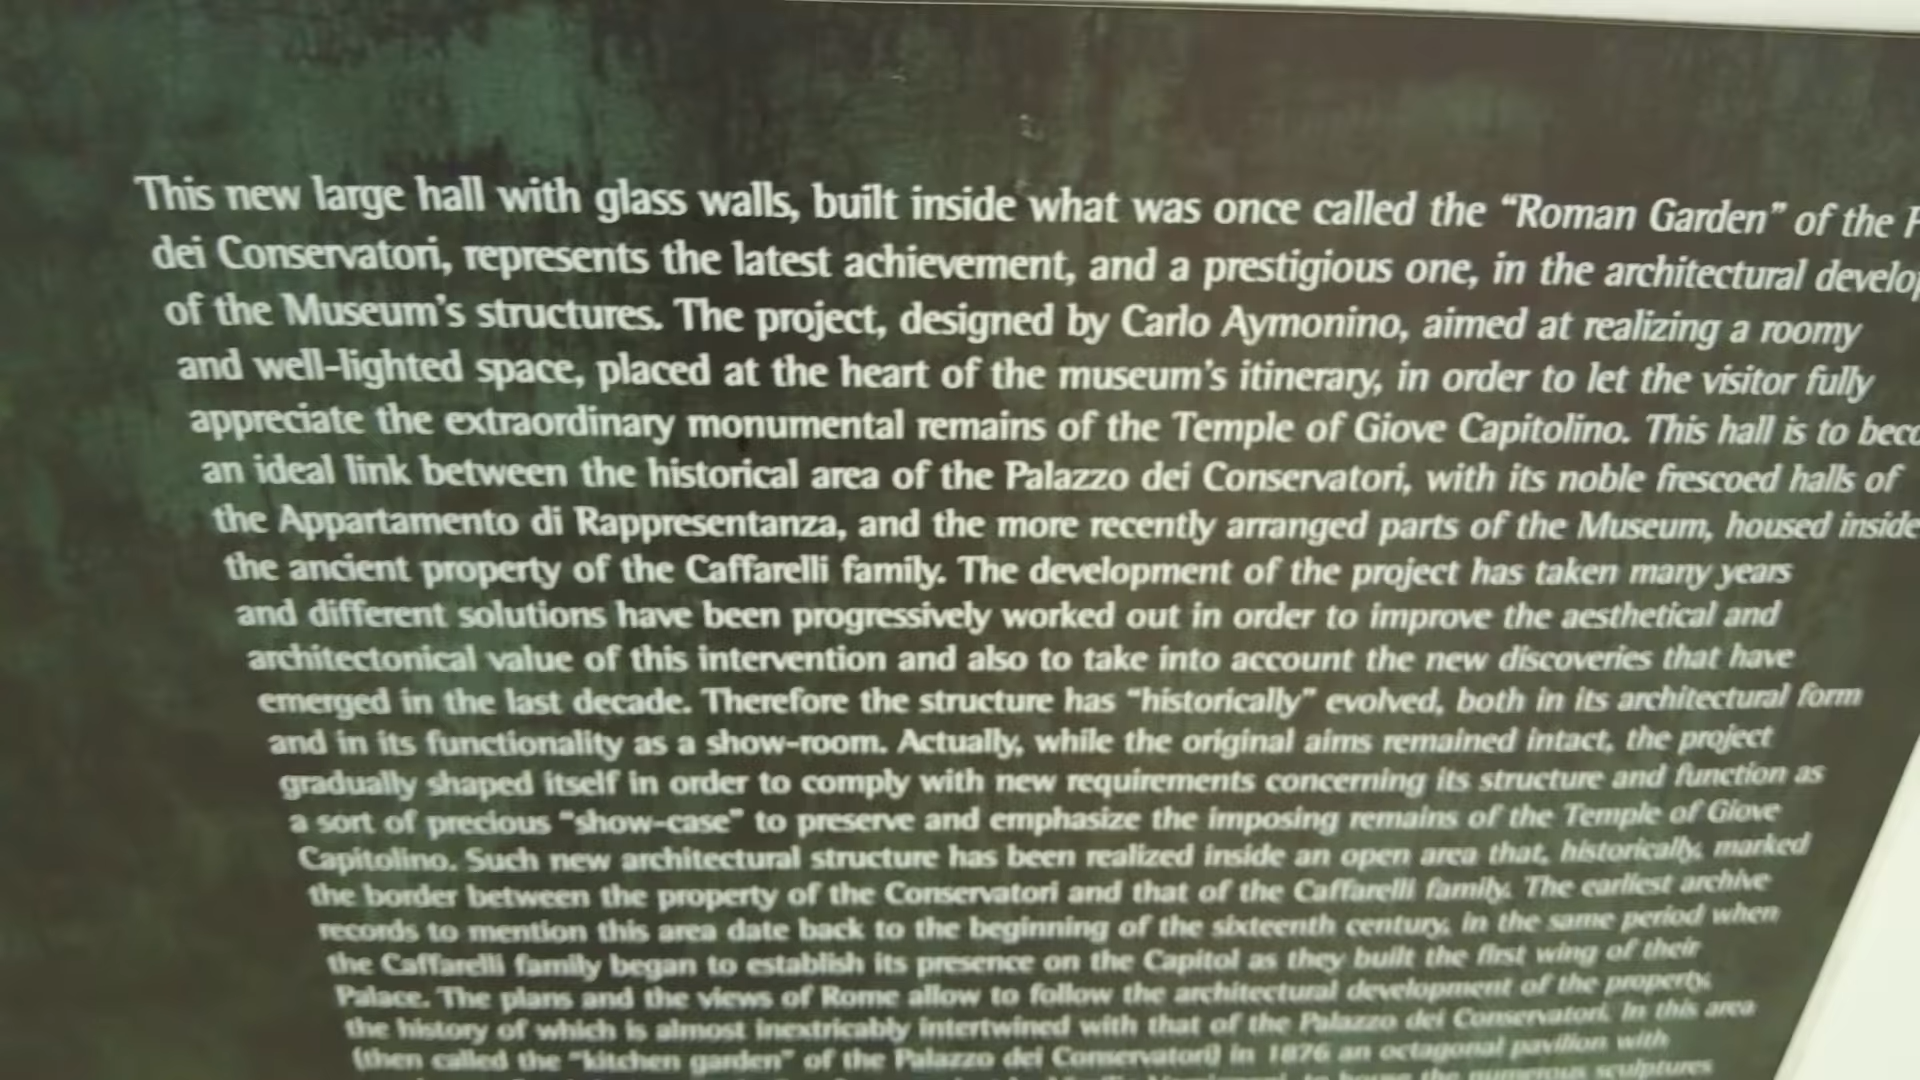 This new large hall with glass walls, built inside what was once called the “Roman Garden” of the
dei Conservatori, represents the latest achievement, and a prestigious one, in the architectural develop
of the Museum’s structures. The project, designed by Carlo Aymonino, aimed at realizing a roomy
and well-lighted space, placed at the heart of the museum’s itinerary, in order to let the visitor fully
appreciate the extraordinary monumental remains of the Temple of Giove Capitolino. This hall is to beco
an ideal link between the historical area of the Palazzo dei Conservatori, with its noble frescoed halls of
the Appartamento di Rappresentanza, and the more recently arranged parts of the Museum, housed inside
the ancient property of the Caffarelli family. The development of the project has taken many years
and different solutions have been progressively worked out in order to improve the aesthetical and
architectonical value of this intervention and also to take into account the new discoveries that have
emerged in the last decade. Therefore the structure has “historically” evolved, both in its architectural form
and in its functionality as a show-room. Actually, while the original aims remained intact, the project
gradually shaped itself in order to comply with new requirements concerning its structure and function as
a sort of precious “show-case” to preserve and emphasize the imposing remains of the Temple of Giove
Capitolino. Such new architectural structure has been realized inside an open area that, historically, marked
the border between the property of the Conservatori and that of the Caffarelli family. The earliest archive
records to mention this area date back to the beginning of the sixteenth century, in the same period when
the Caffarelli family began to establish its presence on the Capitol as they built the first wing of their
Palace. The plans and the views of Rome allow to follow the architectural development of the property,
the history of which is almost inextricably intertwined with that of the Palazzo dei Conservatori. In this area
(then called the “kitchen garden” of the Palazzo dei Conservatori) in 1876 an octagonal pavilion with
to house the numerous sculptures